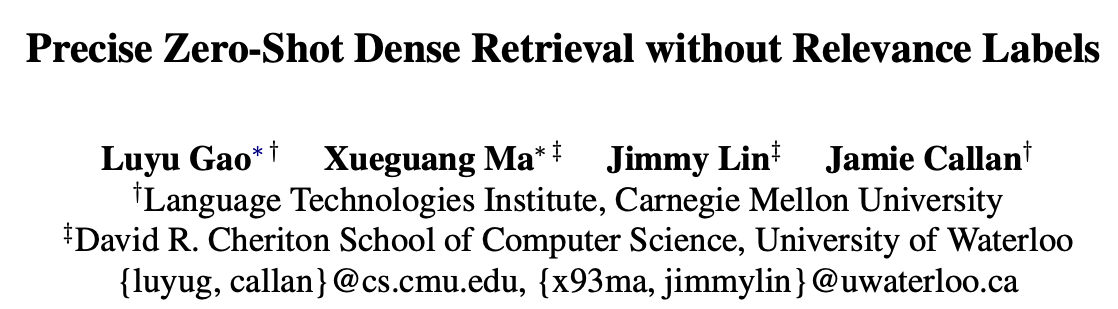 Precise Zero-Shot Dense Retrieval without Relevance Labels
Luyu Gao*† Xueguang Ma*‡ Jimmy Lin‡ Jamie Callan†
†Language Technologies Institute, Carnegie Mellon University
‡David R. Cheriton School of Computer Science, University of Waterloo
{luyug, callan}@cs.cmu.edu, {x93ma, jimmylin}@uwaterloo.ca